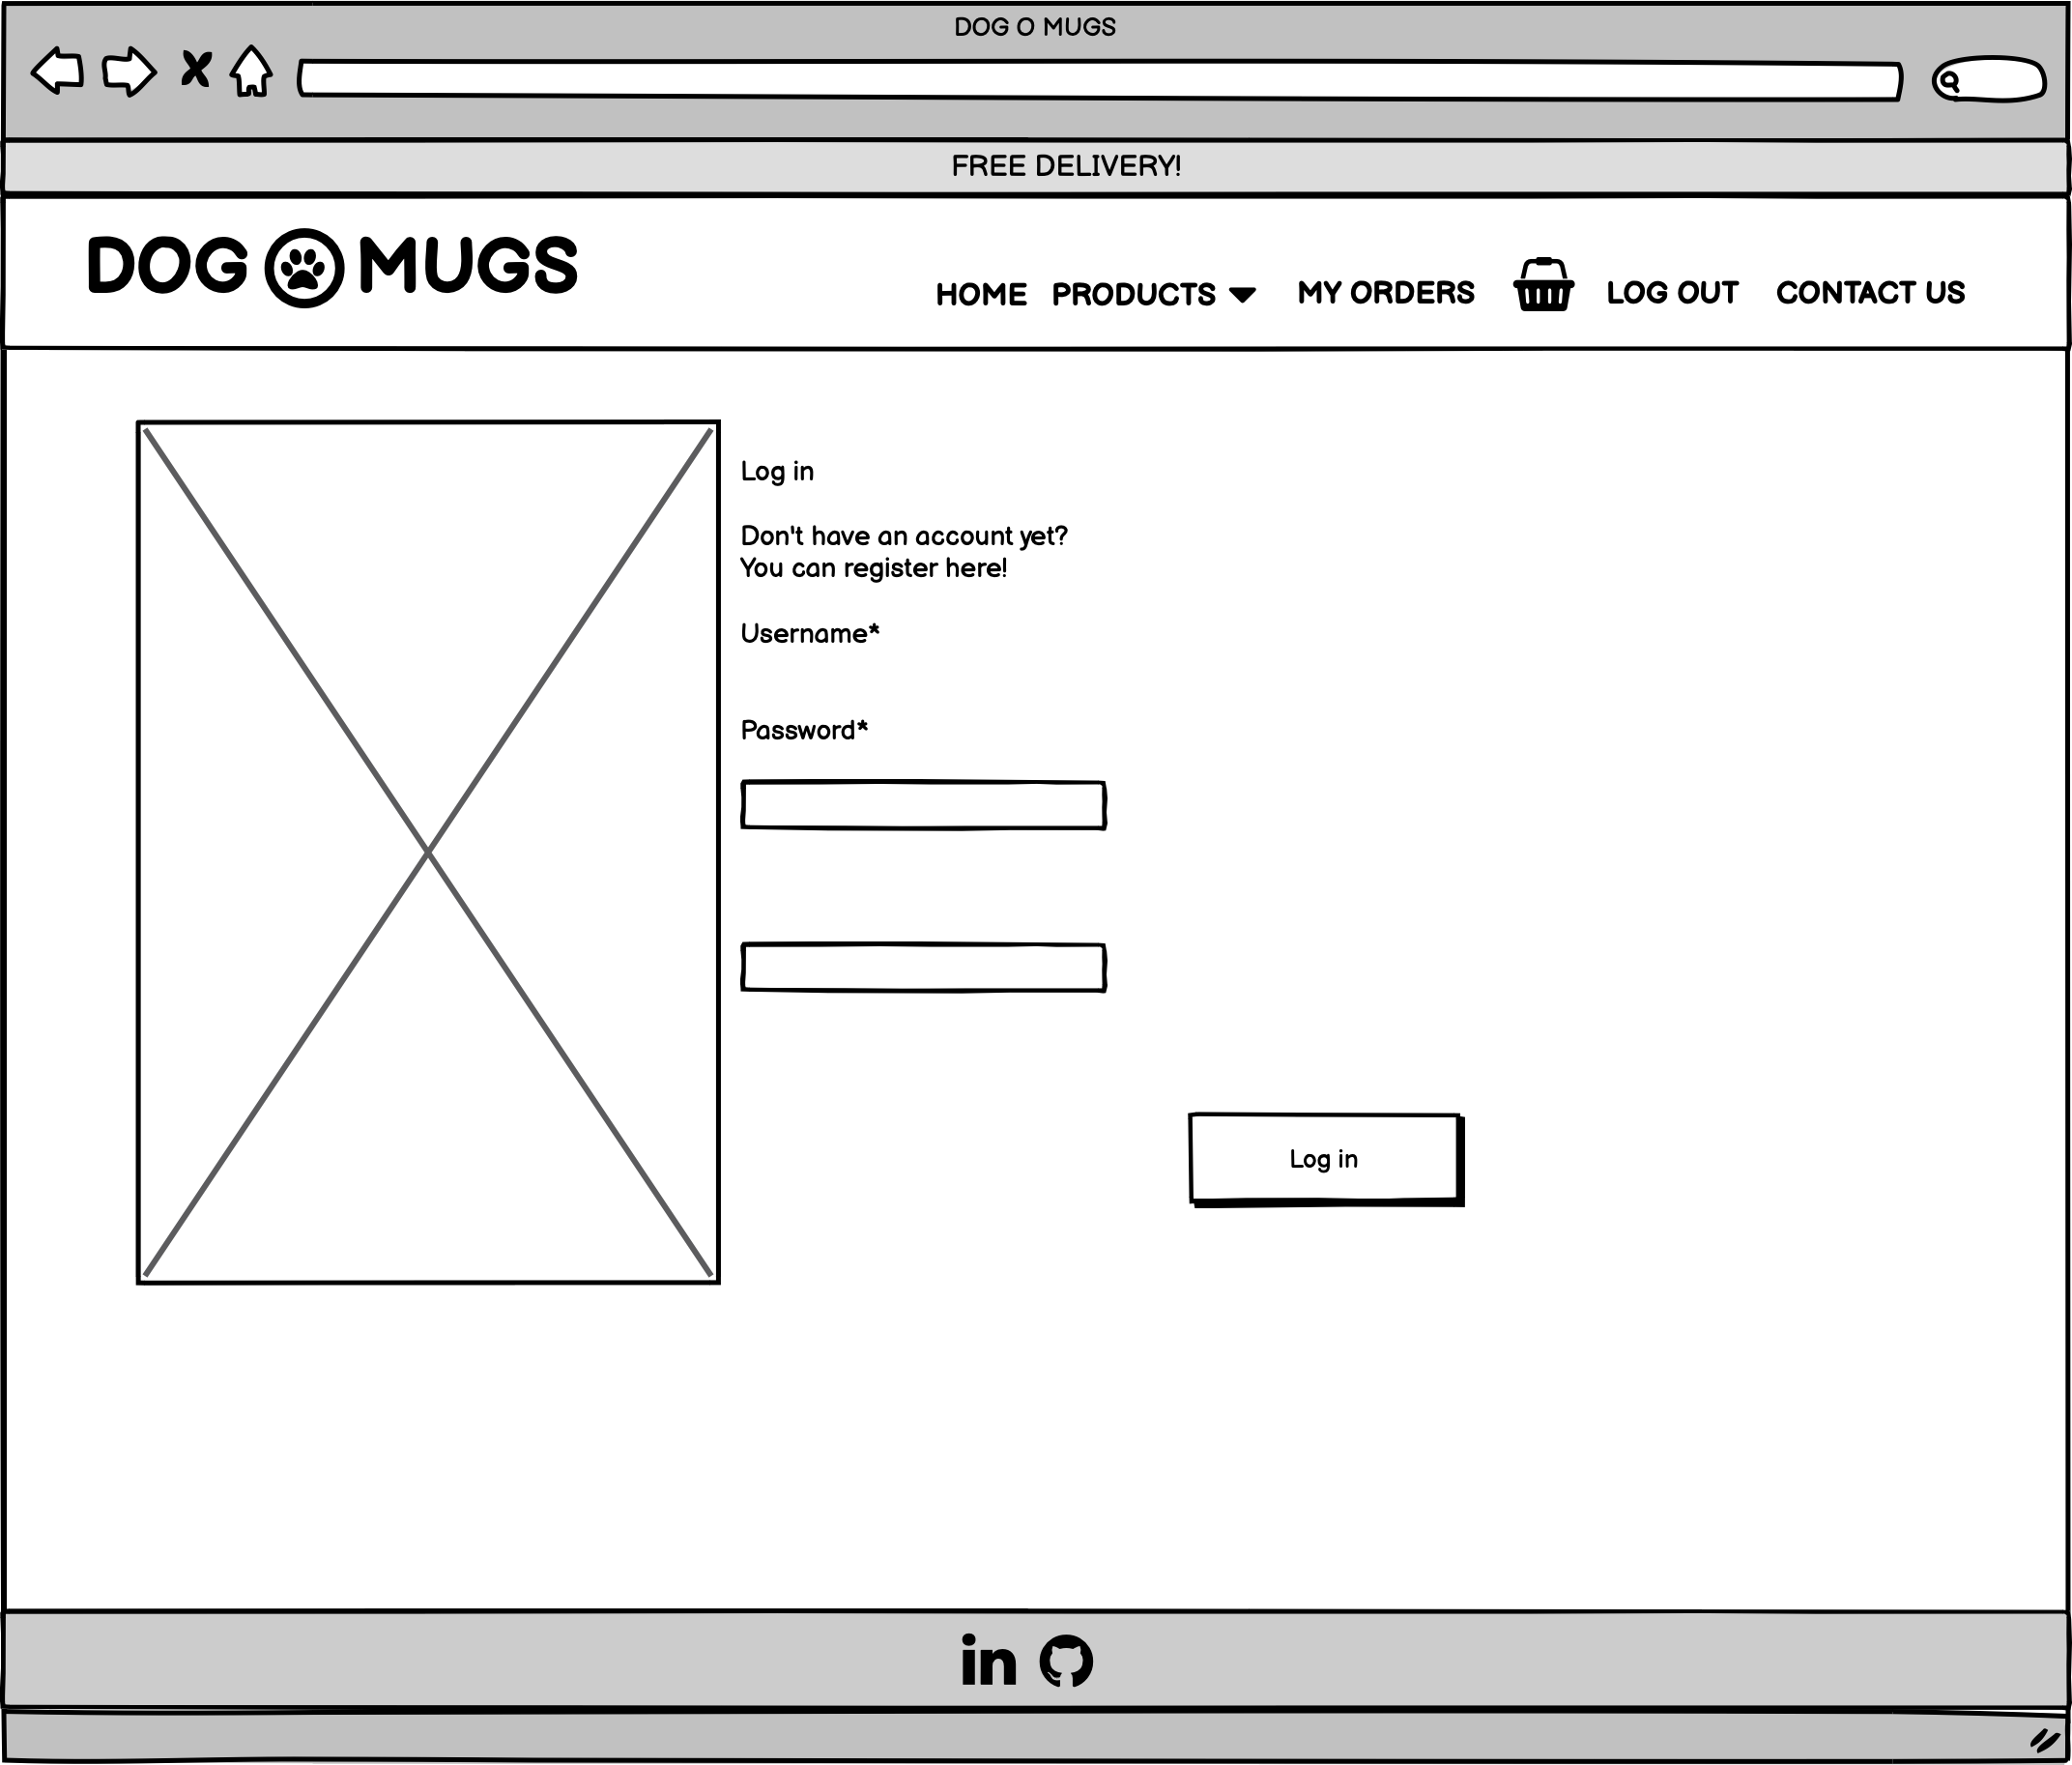 DOG O MUGS
FREE DELIVERY!
DOG MUGS
HOME PRODUCTS MY ORDERS LOG OUT CONTACT US
Log in
Don't have an account yet?
You can register here!
Username*
Password*
Log in
in